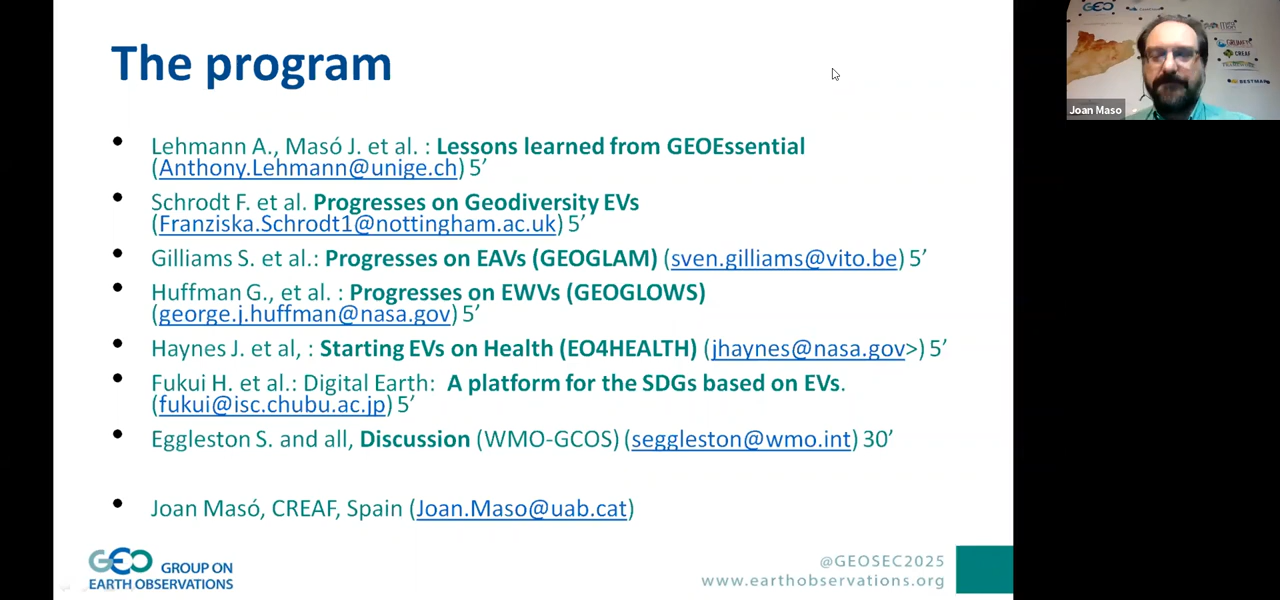 The program
Lehmann A., Masó J. et al. : Lessons learned from GEOEssential
(Anthony.Lehmann@unige.ch) 5’
Schrodt F. et al. Progresses on Geodiversity EVs
(Franziska.Schrodt1@nottingham.ac.uk) 5’
Gilliams S. et al.: Progresses on EAVs (GEOGLAM) (sven.gilliams@vito.be) 5’
Huffman G., et al. : Progresses on EWVs (GEOGLOWS)
(george.j.huffman@nasa.gov) 5’
Haynes J. et al, : Starting EVs on Health (EO4HEALTH) (jhaynes@nasa.gov>) 5’
Fukui H. et al.: Digital Earth: A platform for the SDGs based on EVs.
(fukui@isc.chubu.ac.jp) 5’
Eggleston S. and all, Discussion (WMO-GCOS) (seggleston@wmo.int) 30’
Joan Masó, CREAF, Spain (Joan.Maso@uab.cat)
GEO GROUP ON
EARTH OBSERVATIONS
@GEOSEC2025
www.earthobservations.org
GEO
CREAF
BESTMAP
Joan Maso